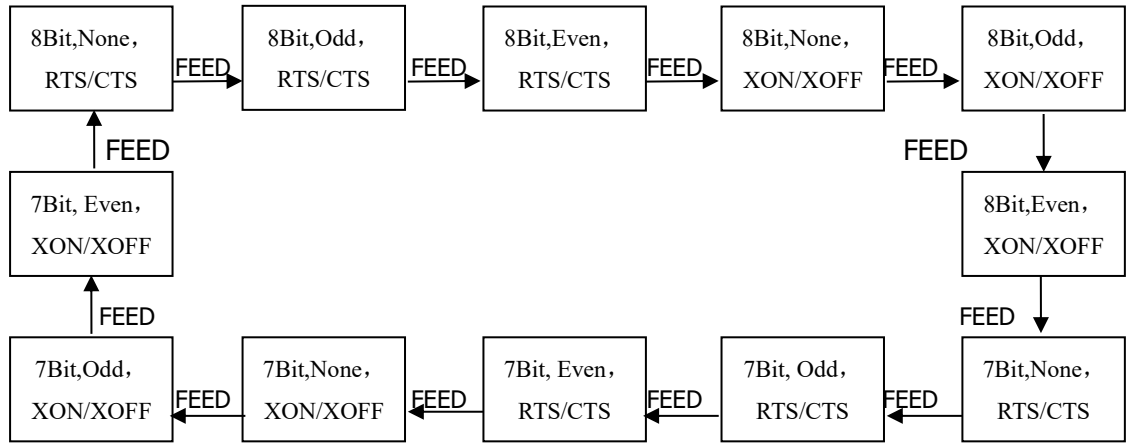 8Bit,None，
RTS/CTS
FEED
8Bit,Odd，
RTS/CTS
FEED
8Bit,Even，
RTS/CTS
FEED
8Bit,None，
XON/XOFF
FEED
8Bit,Odd，
XON/XOFF
FEED
8Bit,Even，
XON/XOFF
FEED
7Bit,None，
RTS/CTS
FEED
7Bit, Odd，
RTS/CTS
FEED
7Bit, Even，
RTS/CTS
FEED
7Bit,None，
XON/XOFF
FEED
7Bit,Odd，
XON/XOFF
FEED
7Bit, Even，
XON/XOFF
FEED